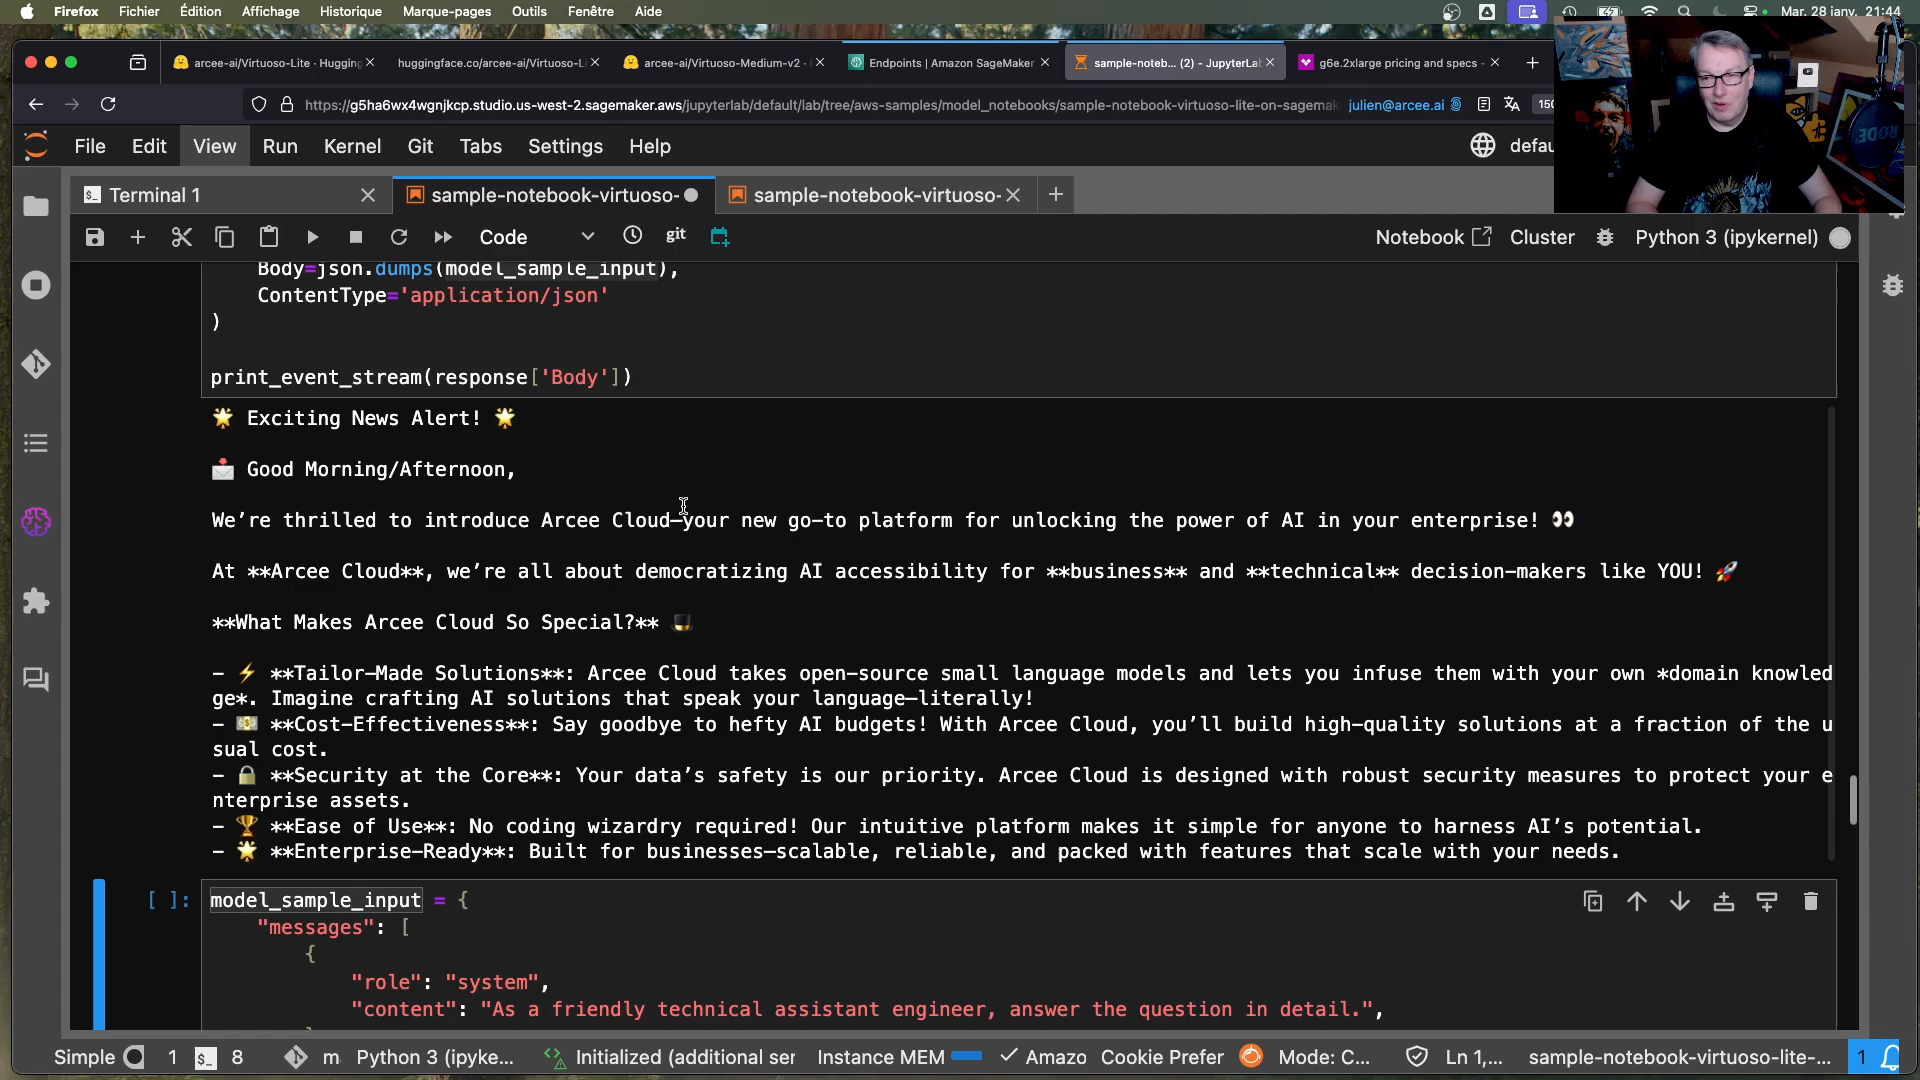 Firefox Fichier Édition Affichage Historique Marque-pages Outils Fenêtre Aide
Mar. 28 janv. 21:44
arcee-ai/Virtuoso-Lite · Hugging
huggingface.co/arcee-ai/Virtuoso-Li
arcee-ai/Virtuoso-Medium-v2 ·
Endpoints | Amazon SageMaker
sample-noteb... (2) - JupyterLa
g6e.2xlarge pricing and specs -
https://g5ha6wx4wgnjkcp.studio.us-west-2.sagemaker.aws/jupyterlab/default/lab/tree/aws-samples/model_notebooks/sample-notebook-virtuoso-lite-on-sagema
julien@arcee.ai
150
File Edit View Run Kernel Git Tabs Settings Help
defau
RODE
Terminal 1
sample-notebook-virtuoso-
sample-notebook-virtuoso-
Code
git
Notebook
Cluster
Python 3 (ipykernel)
Body=json.dumps(model_sample_input),
ContentType='application/json'
)
print_event_stream(response['Body'])
🌟 Exciting News Alert! 🌟
📩 Good Morning/Afternoon,
We’re thrilled to introduce Arcee Cloud—your new go-to platform for unlocking the power of AI in your enterprise! 👀
At **Arcee Cloud**, we’re all about democratizing AI accessibility for **business** and **technical** decision-makers like YOU! 🚀
**What Makes Arcee Cloud So Special?** 🎩
- ⚡ **Tailor-Made Solutions**: Arcee Cloud takes open-source small language models and lets you infuse them with your own *domain knowled
ge*. Imagine crafting AI solutions that speak your language—literally!
- 💵 **Cost-Effectiveness**: Say goodbye to hefty AI budgets! With Arcee Cloud, you’ll build high-quality solutions at a fraction of the u
sual cost.
- 🔒 **Security at the Core**: Your data’s safety is our priority. Arcee Cloud is designed with robust security measures to protect your e
nterprise assets.
- 🏆 **Ease of Use**: No coding wizardry required! Our intuitive platform makes it simple for anyone to harness AI’s potential.
- 🌟 **Enterprise-Ready**: Built for businesses—scalable, reliable, and packed with features that scale with your needs.
[ ]:
model_sample_input = {
"messages": [
{
"role": "system",
"content": "As a friendly technical assistant engineer, answer the question in detail.",
Simple 1 8 m Python 3 (ipyke... Initialized (additional ser Instance MEM Amazo Cookie Prefer Mode: C... Ln 1,... sample-notebook-virtuoso-lite-... 1